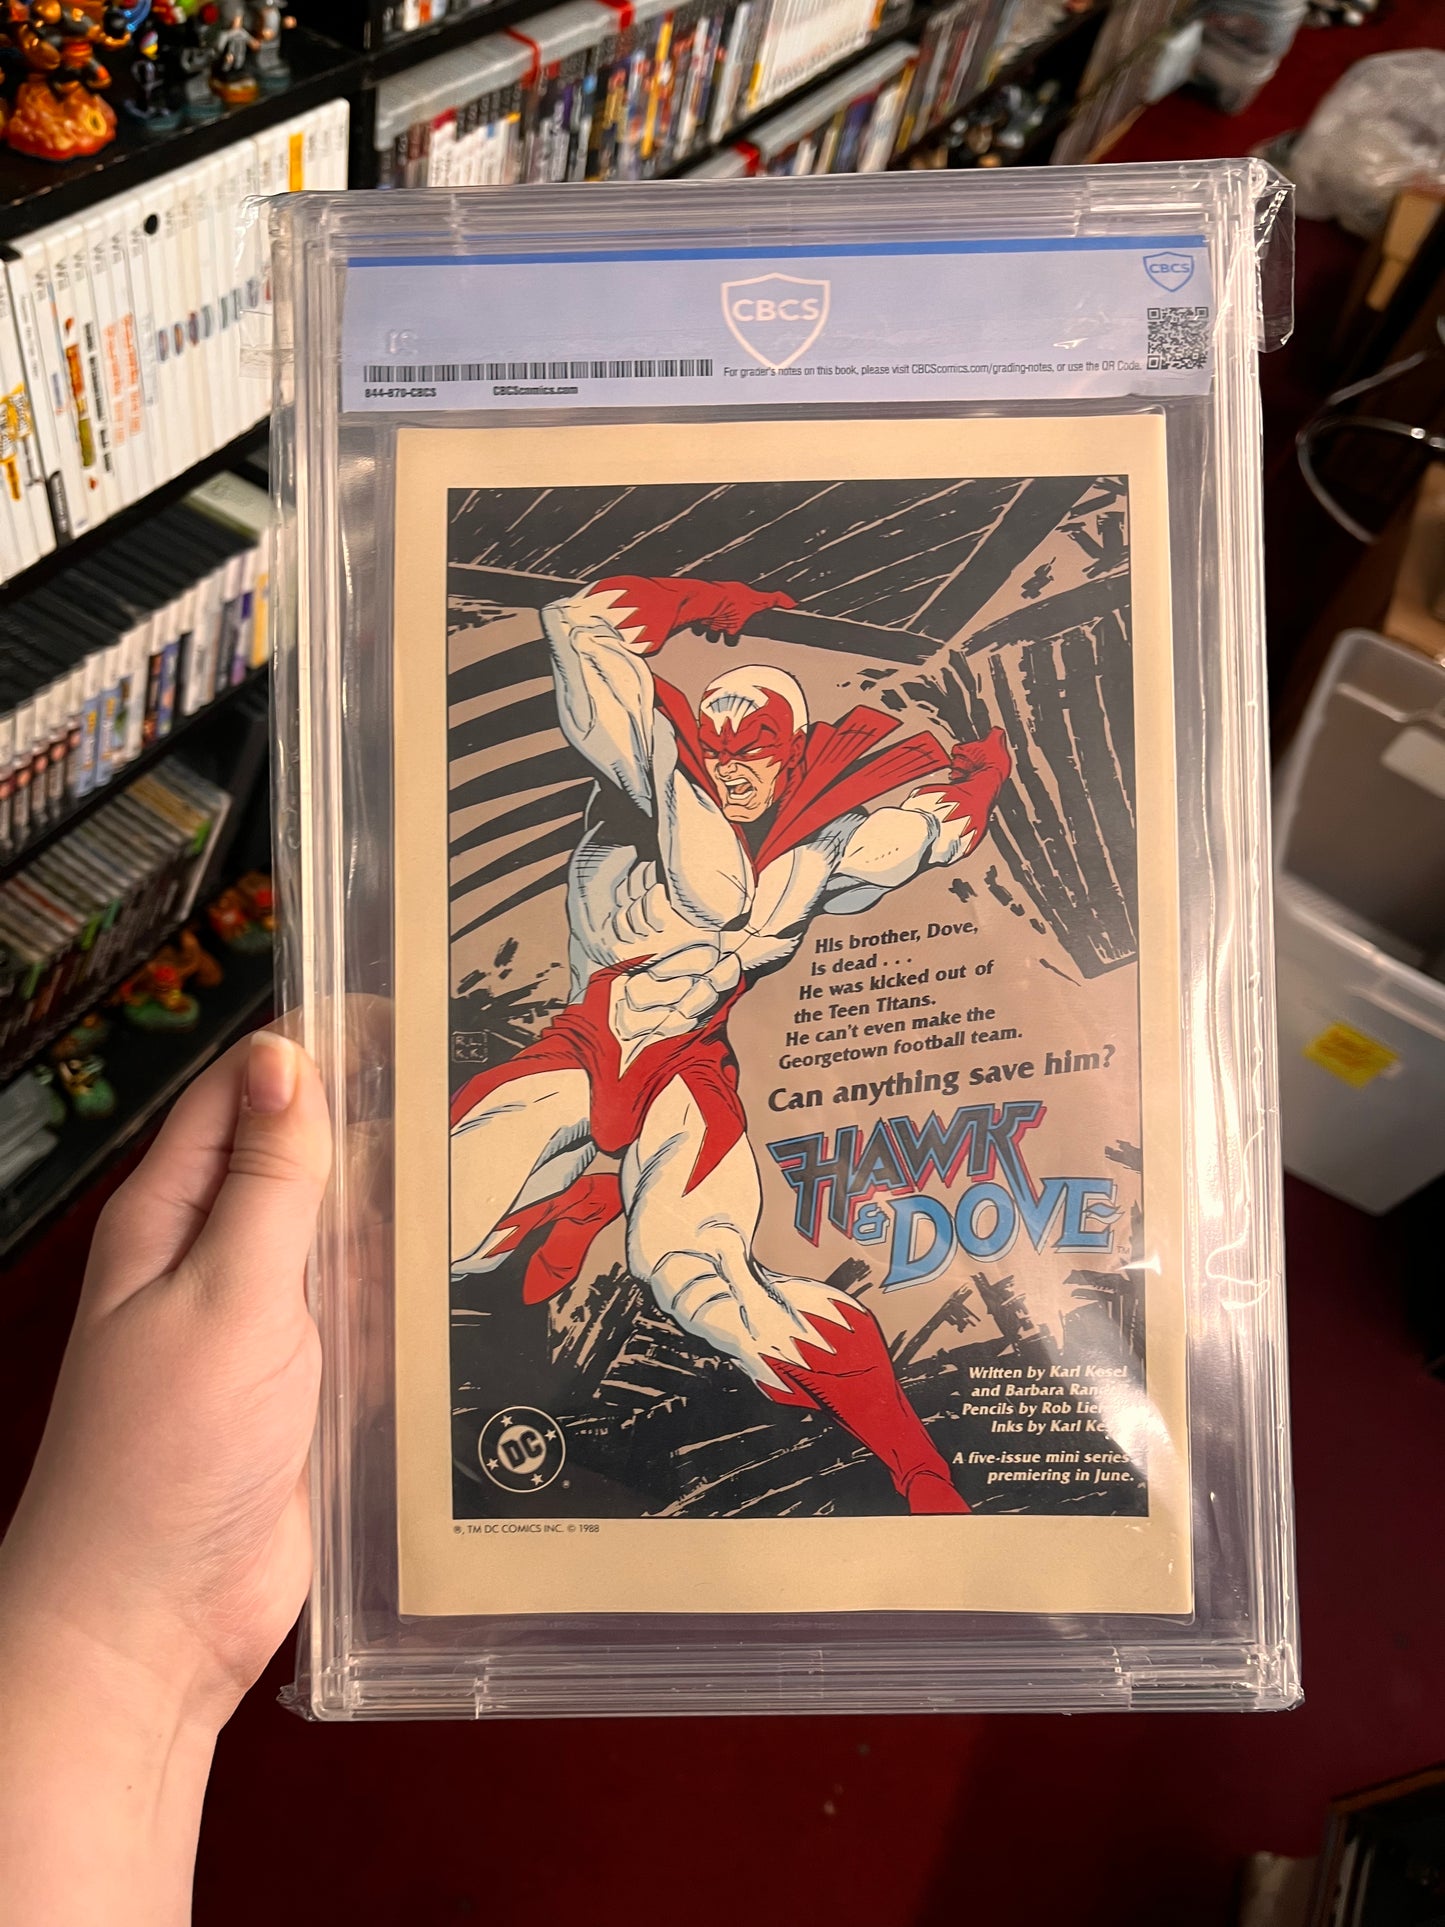 CBCS
CBCS
For grader's notes on this book, please visit CBCScomics.com/grading-notes, or use the QR Code.
844-870-CBCS
CBCScomics.com
His brother, Dove,
is dead . . .
He was kicked out of
the Teen Titans.
He can't even make the
Georgetown football team.
Can anything save him?
HAWK
& DOVE
TM
R.L.
K.K.
Written by Karl Kesel
and Barbara
Pencils by Rob
Inks by Karl
A five-issue mini series
premiering in June.
DC
®
®, TM DC COMICS INC. © 1988